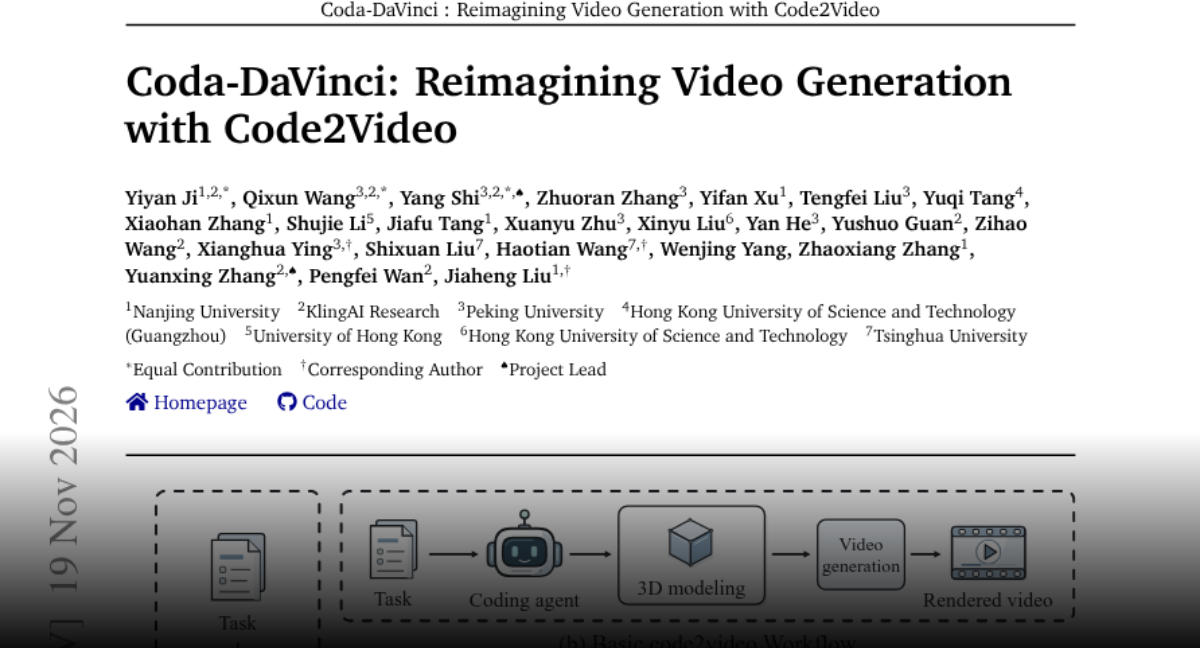 Coda-DaVinci : Reimagining Video Generation with Code2Video
Coda-DaVinci: Reimagining Video Generation
with Code2Video
Yiyan Ji1,2,*, Qixun Wang3,2,*, Yang Shi3,2,*,♠, Zhuoran Zhang3, Yifan Xu1, Tengfei Liu3, Yuqi Tang4,
Xiaohan Zhang1, Shujie Li5, Jiafu Tang1, Xuanyu Zhu3, Xinyu Liu6, Yan He3, Yushuo Guan2, Zihao
Wang2, Xianghua Ying3,†, Shixuan Liu7, Haotian Wang7,†, Wenjing Yang, Zhaoxiang Zhang1,
Yuanxing Zhang2,♠, Pengfei Wan2, Jiaheng Liu1,†
1Nanjing University 2KlingAI Research 3Peking University 4Hong Kong University of Science and Technology
(Guangzhou) 5University of Hong Kong 6Hong Kong University of Science and Technology 7Tsinghua University
*Equal Contribution †Corresponding Author ♠Project Lead
Homepage Code
V] 19 Nov 2026
Task
Task
Coding agent
3D modeling
Video
generation
Rendered video
(b) Basic code2video Workflow